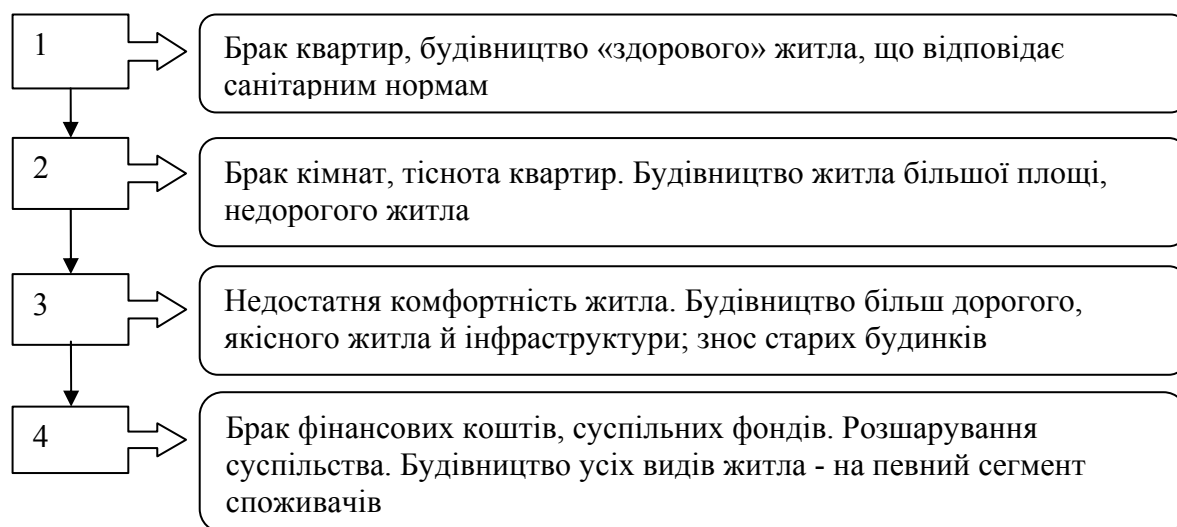 1
Брак квартир, будівництво «здорового» житла, що відповідає
санітарним нормам
2
Брак кімнат, тіснота квартир. Будівництво житла більшої площі,
недорогого житла
3
Недостатня комфортність житла. Будівництво більш дорогого,
якісного житла й інфраструктури; знос старих будинків
4
Брак фінансових коштів, суспільних фондів. Розшарування
суспільства. Будівництво усіх видів житла - на певний сегмент
споживачів